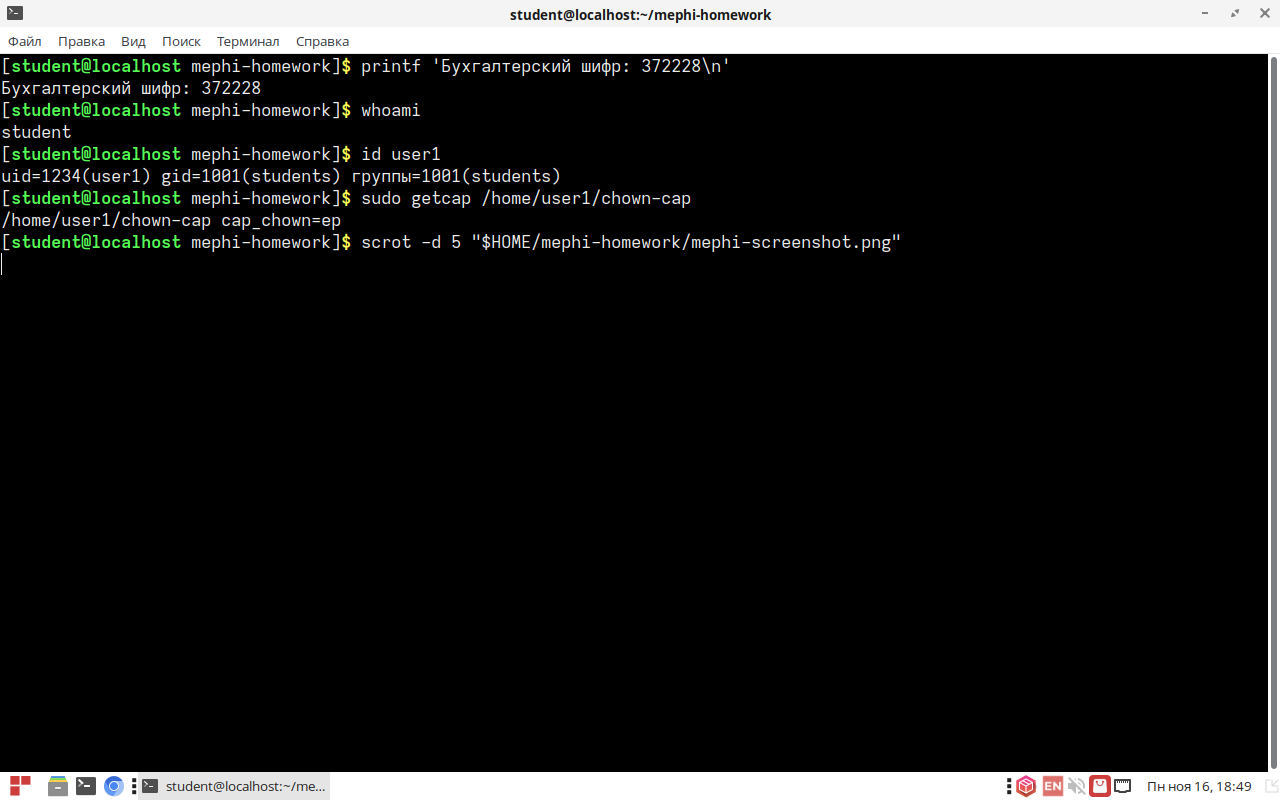 student@localhost:~/mephi-homework
Файл Правка Вид Поиск Терминал Справка
[student@localhost mephi-homework]$ printf 'Бухгалтерский шифр: 372228\n'
Бухгалтерский шифр: 372228
[student@localhost mephi-homework]$ whoami
student
[student@localhost mephi-homework]$ id user1
uid=1234(user1) gid=1001(students) группы=1001(students)
[student@localhost mephi-homework]$ sudo getcap /home/user1/chown-cap
/home/user1/chown-cap cap_chown=ep
[student@localhost mephi-homework]$ scrot -d 5 "$HOME/mephi-homework/mephi-screenshot.png"
student@localhost:~/me... EN Пн ноя 16, 18:49